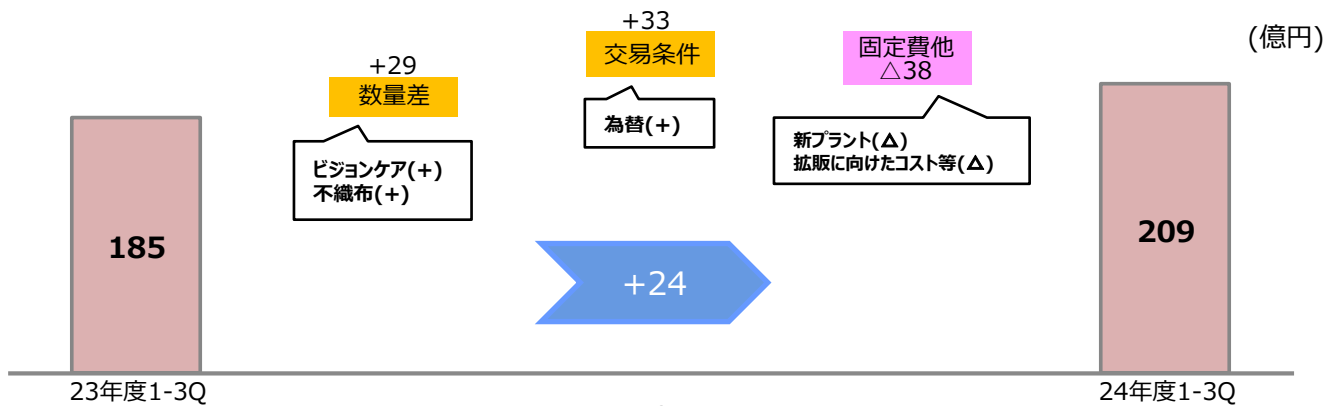 (億円)
+29
数量差
ビジョンケア(+)
不織布(+)
+33
交易条件
為替(+)
固定費他
△38
新プラント(△)
拡販に向けたコスト等(△)
185
+24
209
23年度1-3Q
24年度1-3Q